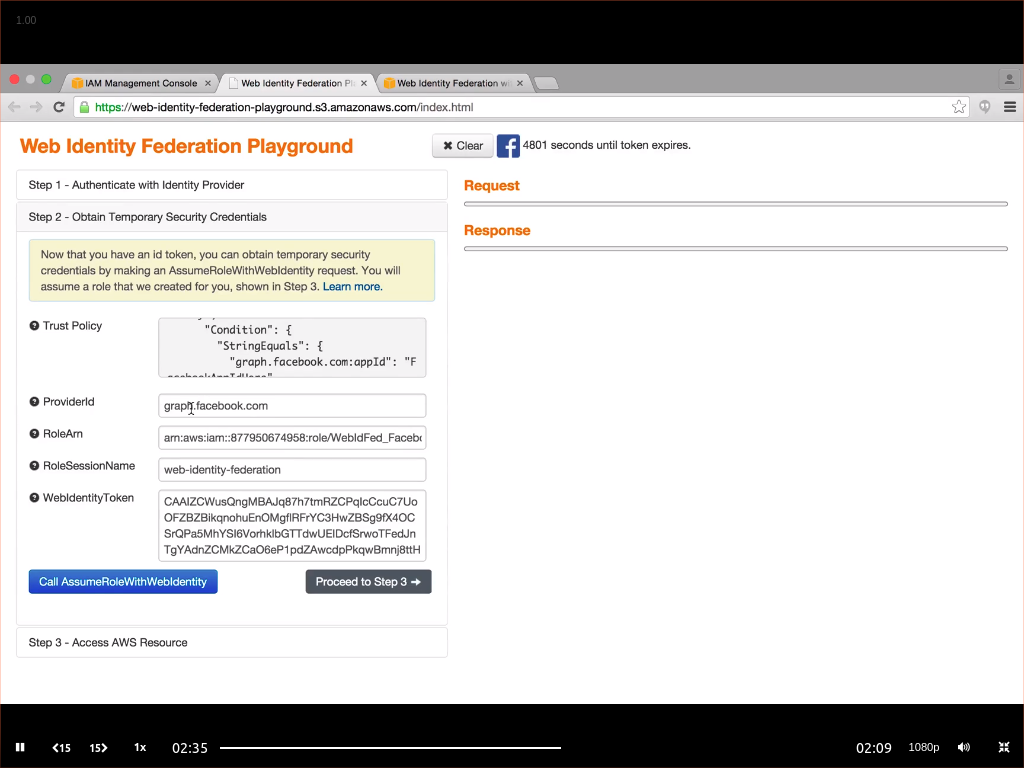 1.00
IAM Management Console
Web Identity Federation Pl
Web Identity Federation wi
https://web-identity-federation-playground.s3.amazonaws.com/index.html
Web Identity Federation Playground
Clear
4801 seconds until token expires.
Step 1 - Authenticate with Identity Provider
Request
Step 2 - Obtain Temporary Security Credentials
Response
Now that you have an id token, you can obtain temporary security
credentials by making an AssumeRoleWithWebIdentity request. You will
assume a role that we created for you, shown in Step 3. Learn more.
Trust Policy
"Condition": {
"StringEquals": {
"graph.facebook.com:appId": "F
acebookAppIdHere"
ProviderId
graph.facebook.com
RoleArn
arn:aws:iam::877950674958:role/WebIdFed_Facebo
RoleSessionName
web-identity-federation
WebIdentityToken
CAAIZCWusQngMBAJq87h7tmRZCPqIcCcuC7Uo
OFZBZBikqnohuEnOMgflRFrYC3HwZBSg9fX4OC
SrQPa5MhYSI6VorhklbGTTdwUEIDcfSrwoTFedJn
TgYAdnZCMkZCaO6eP1pdZAwcdpPkqwBmnj8ttH
Call AssumeRoleWithWebIdentity
Proceed to Step 3
Step 3 - Access AWS Resource
15
15
1x
02:35
02:09
1080p